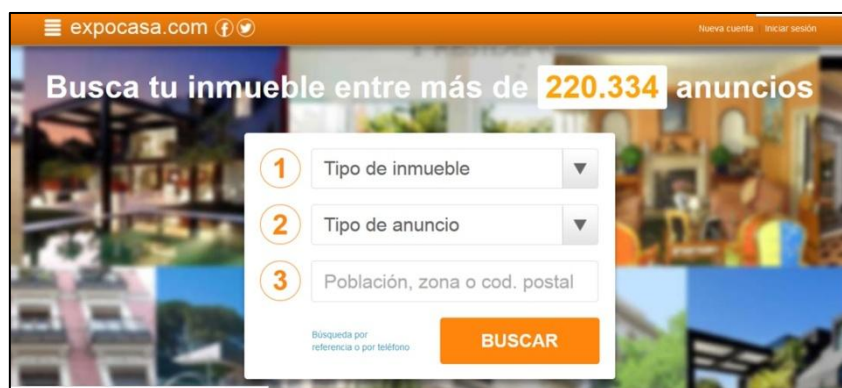 expocasa.com
Nueva cuenta Iniciar sesión
Busca tu inmueble entre más de 220.334 anuncios
1 Tipo de inmueble
2 Tipo de anuncio
3 Población, zona o cod. postal
Búsqueda por
referencia o por teléfono
BUSCAR